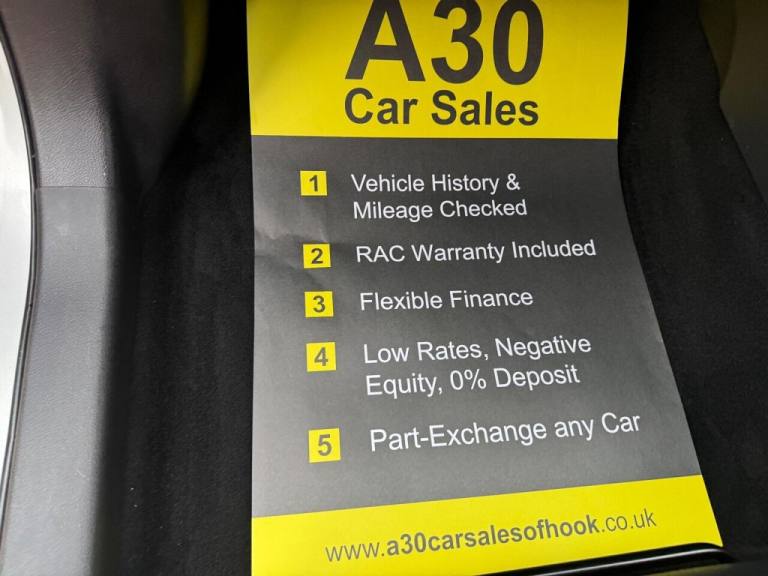 A30
Car Sales
1 Vehicle History &
Mileage Checked
2 RAC Warranty Included
3 Flexible Finance
4 Low Rates, Negative
Equity, 0% Deposit
5 Part-Exchange any Car
www.a30carsalesofhook.co.uk